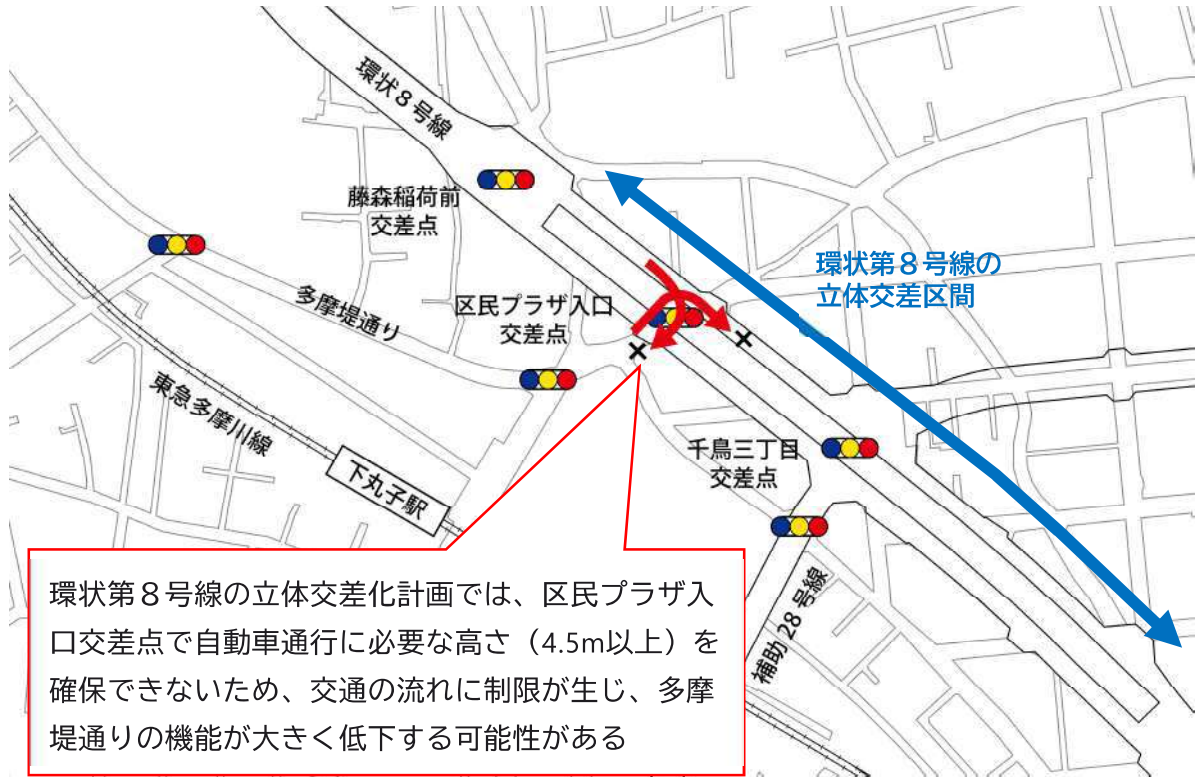 環状８号線
藤森稲荷前
交差点
環状第８号線の
立体交差区間
多摩堤通り
区民プラザ入口
交差点
東急多摩川線
千鳥三丁目
交差点
下丸子駅
補助28号線
環状第８号線の立体交差化計画では、区民プラザ入
口交差点で自動車通行に必要な高さ（4.5m以上）を
確保できないため、交通の流れに制限が生じ、多摩
堤通りの機能が大きく低下する可能性がある